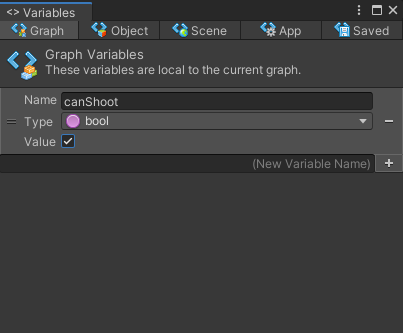 <> Variables
Graph Object Scene App Saved
Graph Variables
These variables are local to the current graph.
Name canShoot
Type bool
Value
(New Variable Name)